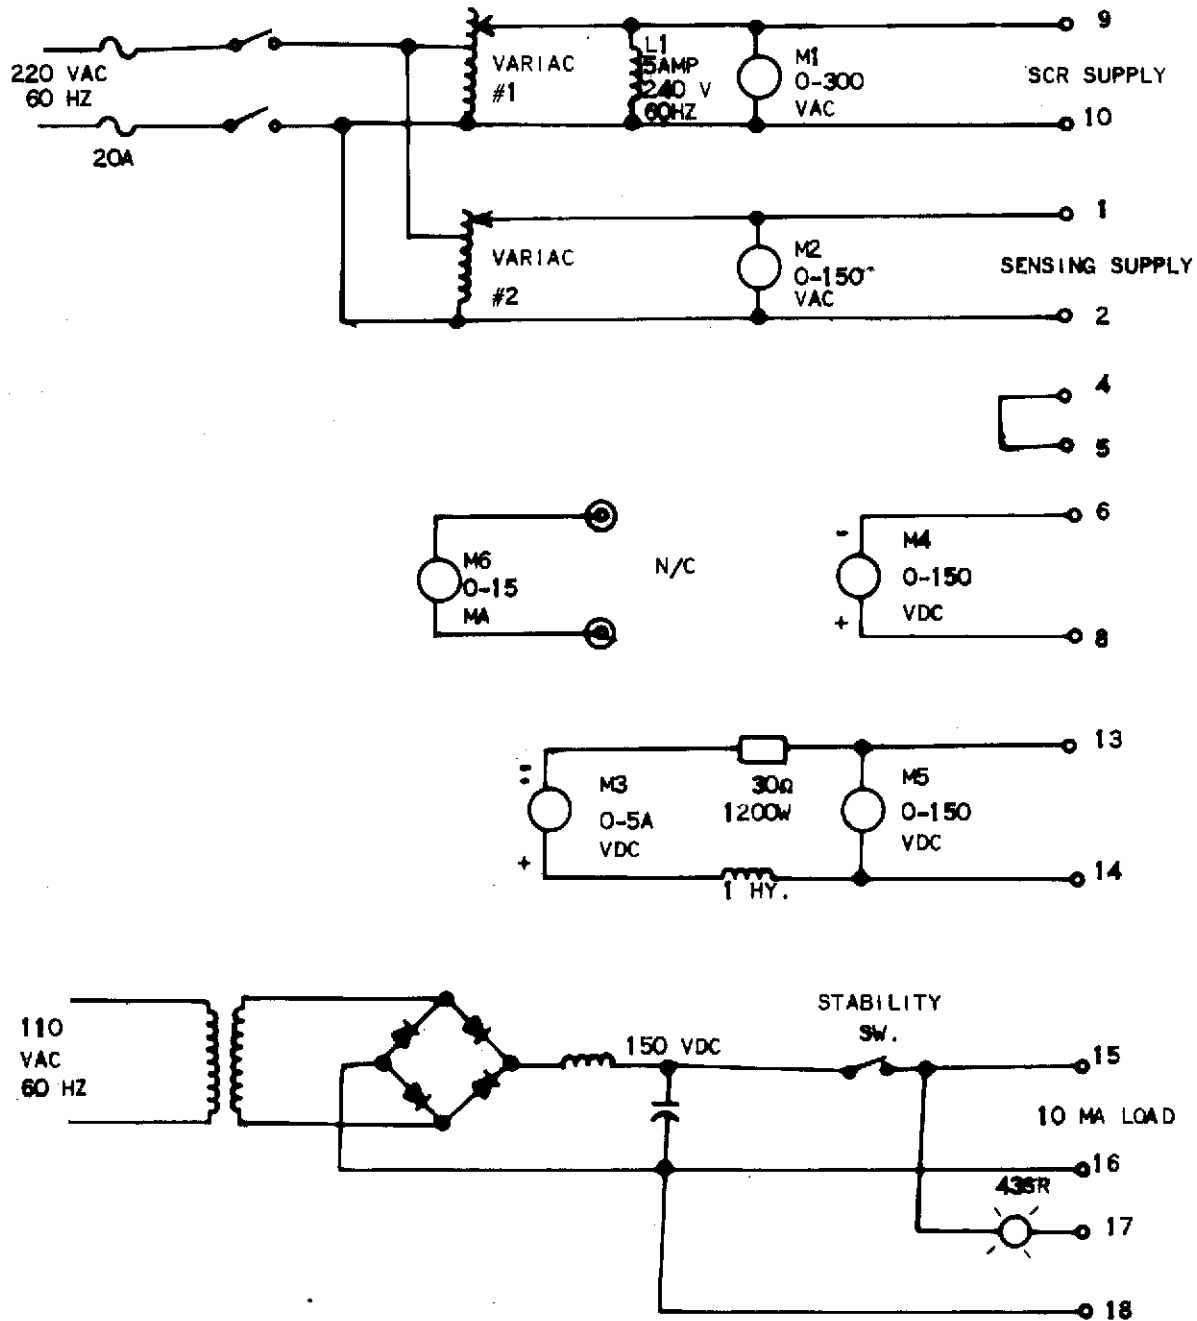 220 VAC
60 HZ
20A
VARIAC
#1
L1
5AMP
240 V
60HZ
M1
0-300
VAC
9
SCR SUPPLY
10
VARIAC
#2
M2
0-150
VAC
1
SENSING SUPPLY
2
4
5
M6
0-15
MA
N/C
-
M4
0-150
VDC
+
6
8
-
M3
0-5A
VDC
+
30Ω
1200W
1 HY.
M5
0-150
VDC
13
14
110
VAC
60 HZ
150 VDC
STABILITY
SW.
15
10 MA LOAD
16
17
18